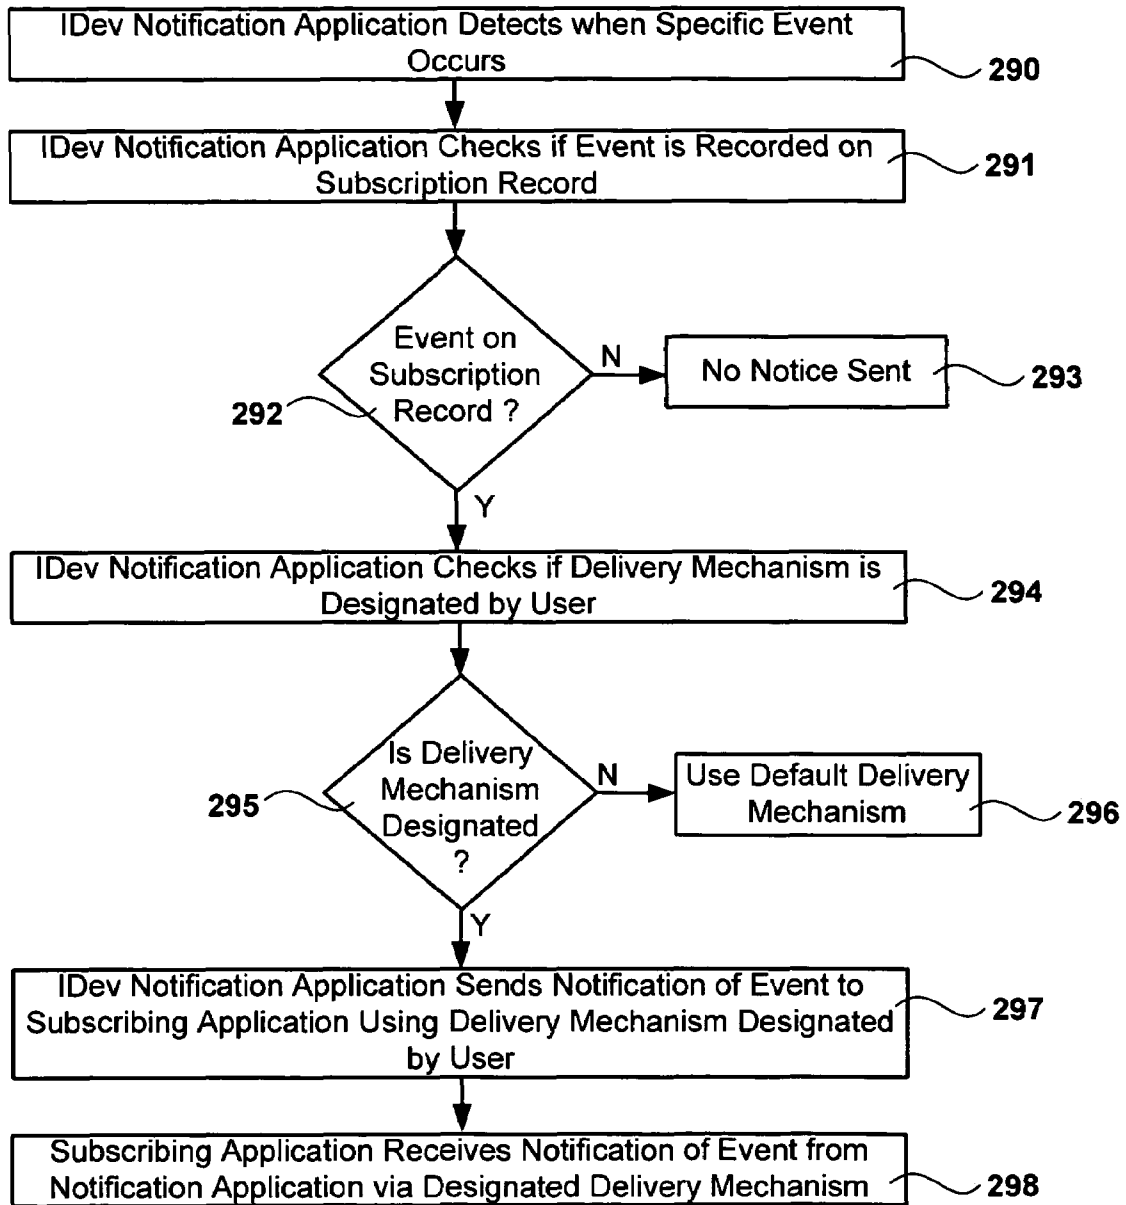 IDev Notification Application Detects when Specific Event
Occurs
290
IDev Notification Application Checks if Event is Recorded on
Subscription Record
291
Event on
Subscription
Record ?
292
N
No Notice Sent
293
Y
IDev Notification Application Checks if Delivery Mechanism is
Designated by User
294
Is Delivery
Mechanism
Designated
?
295
N
Use Default Delivery
Mechanism
296
Y
IDev Notification Application Sends Notification of Event to
Subscribing Application Using Delivery Mechanism Designated
by User
297
Subscribing Application Receives Notification of Event from
Notification Application via Designated Delivery Mechanism
298